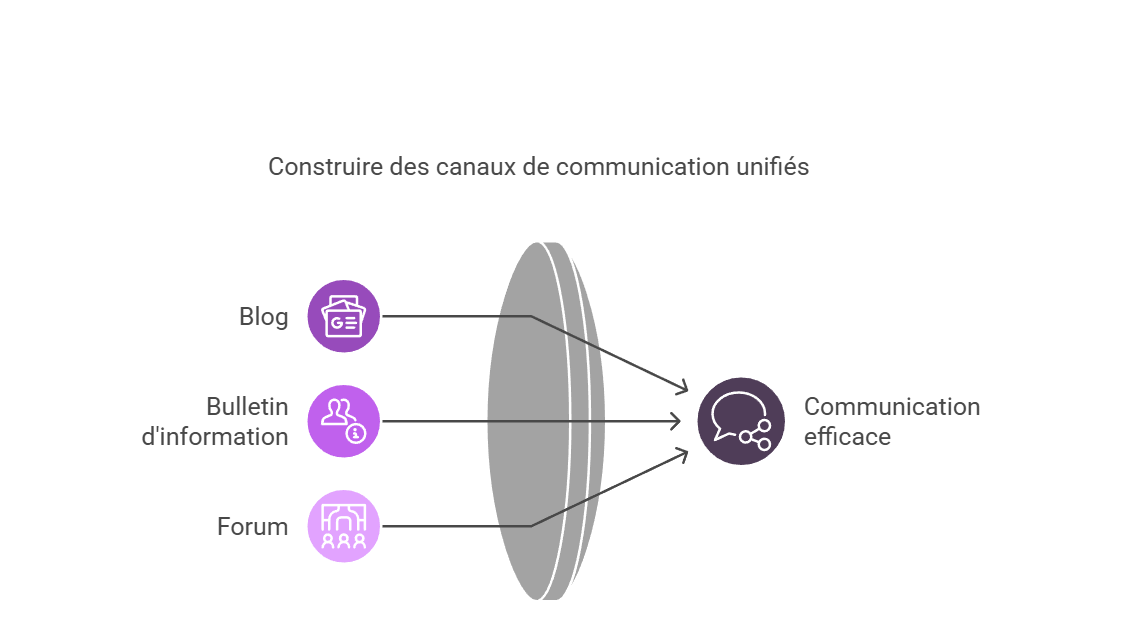 Construire des canaux de communication unifiés
Blog
Bulletin
d'information
Forum
Communication
efficace